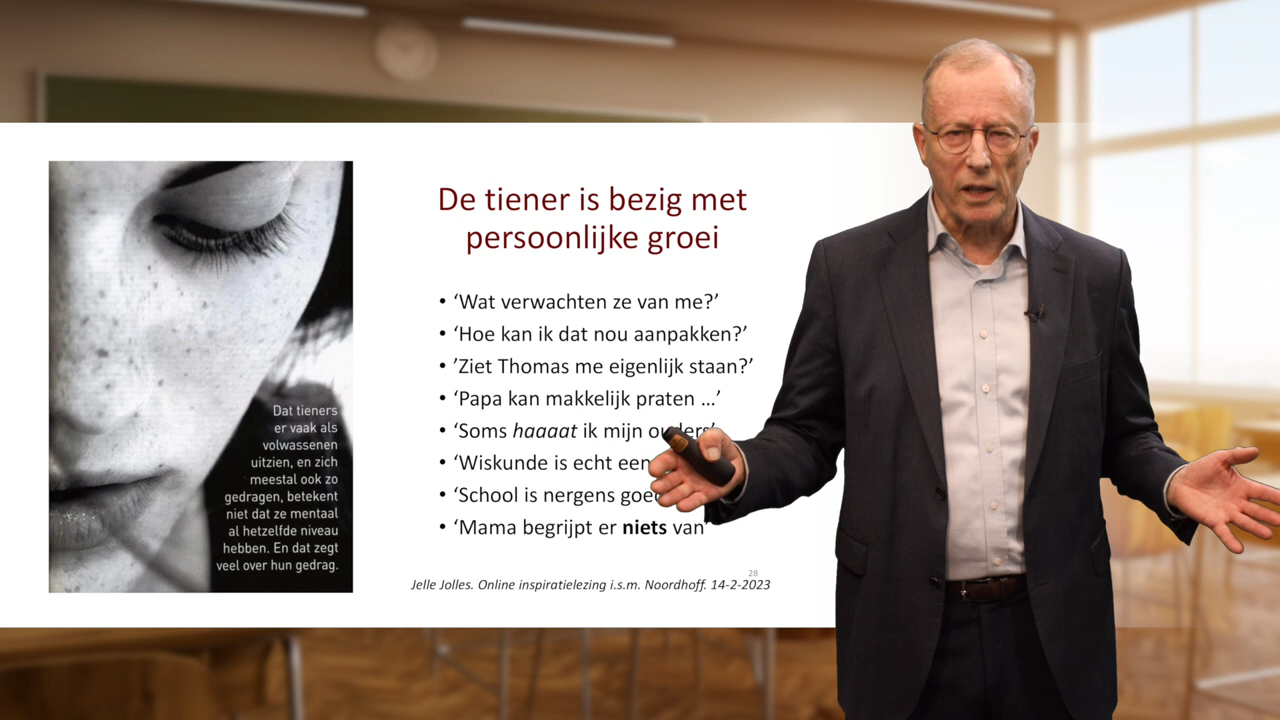 De tiener is bezig met
persoonlijke groei
• ‘Wat verwachten ze van me?’
• ‘Hoe kan ik dat nou aanpakken?’
• ’Ziet Thomas me eigenlijk staan?’
• ‘Papa kan makkelijk praten ...’
• ‘Soms haaaat ik mijn ouders’
• ‘Wiskunde is echt een
• ‘School is nergens
• ‘Mama begrijpt er niets van’
28
Jelle Jolles. Online inspiratielezing i.s.m. Noordhoff. 14-2-2023
Dat tieners
er vaak als
volwassenen
uitzien, en zich
meestal ook zo
gedragen, betekent
niet dat ze mentaal
al hetzelfde niveau
hebben. En dat zegt
veel over hun gedrag.